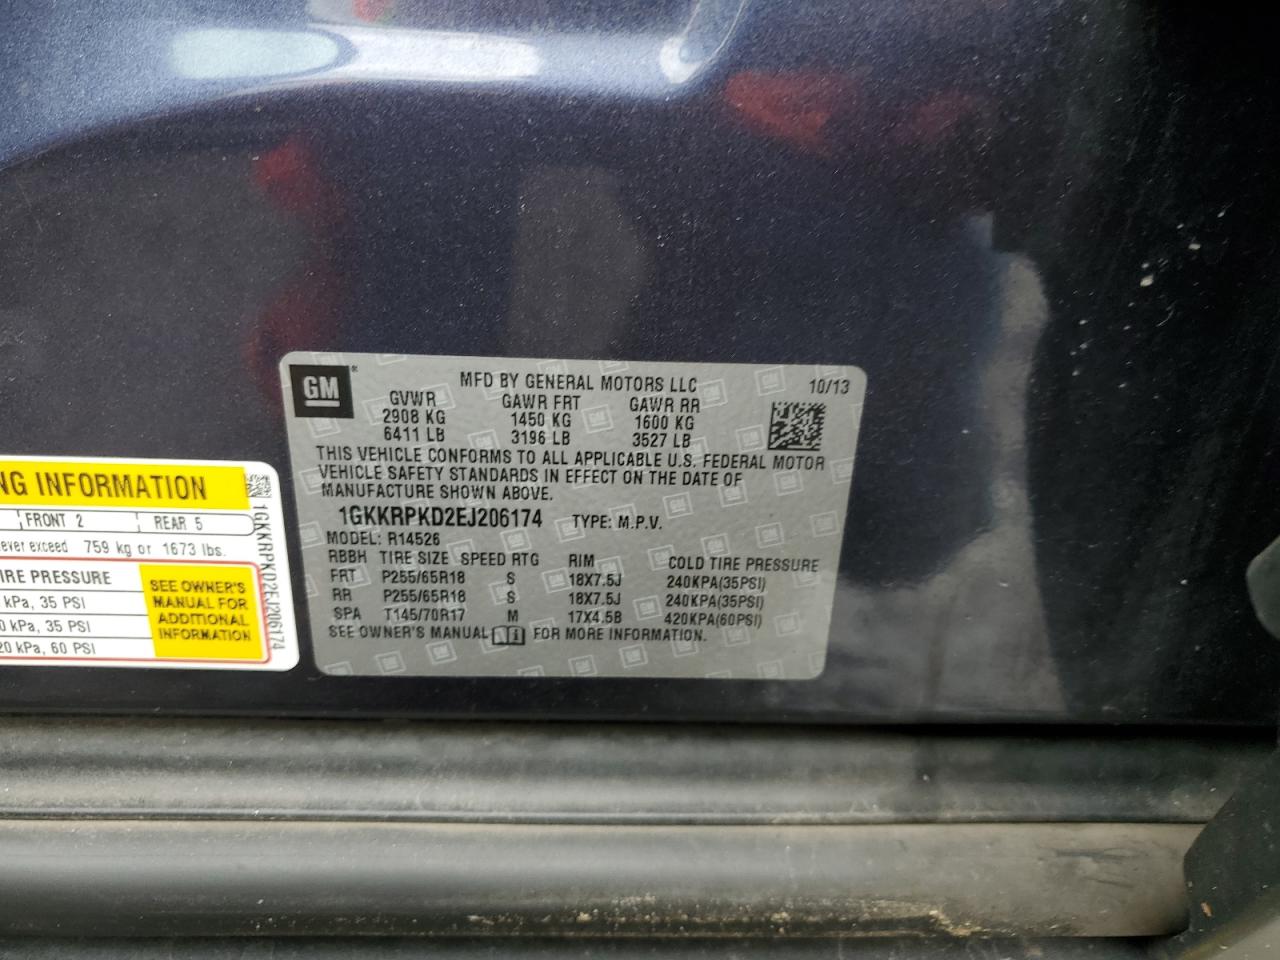 GM
MFD BY GENERAL MOTORS LLC 10/13
GVWR GAWR FRT GAWR RR
2908 KG 1450 KG 1600 KG
6411 LB 3196 LB 3527 LB
THIS VEHICLE CONFORMS TO ALL APPLICABLE U.S. FEDERAL MOTOR
VEHICLE SAFETY STANDARDS IN EFFECT ON THE DATE OF
MANUFACTURE SHOWN ABOVE.
1GKKRPKD2EJ206174 TYPE: M.P.V.
MODEL: R14526
RBBH TIRE SIZE SPEED RTG RIM COLD TIRE PRESSURE
FRT P255/65R18 S 18X7.5J 240KPA(35PSI)
RR P255/65R18 S 18X7.5J 240KPA(35PSI)
SPA T145/70R17 M 17X4.5B 420KPA(60PSI)
SEE OWNER'S MANUAL FOR MORE INFORMATION.
NG INFORMATION
FRONT 2 REAR 5
ever exceed 759 kg or 1673 lbs.
IRE PRESSURE
kPa, 35 PSI
0 kPa, 35 PSI
20 kPa, 60 PSI
SEE OWNER'S
MANUAL FOR
ADDITIONAL
INFORMATION
1GKKRPKD2EJ206174